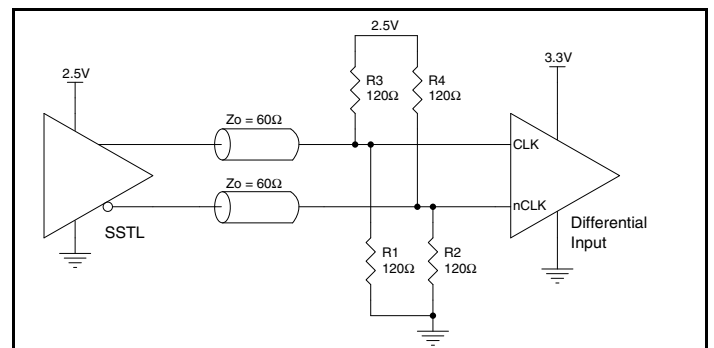 2.5V
3.3V
2.5V
R3
120Ω
R4
120Ω
Zo = 60Ω
CLK
Zo = 60Ω
nCLK
SSTL
Differential
Input
R1
120Ω
R2
120Ω